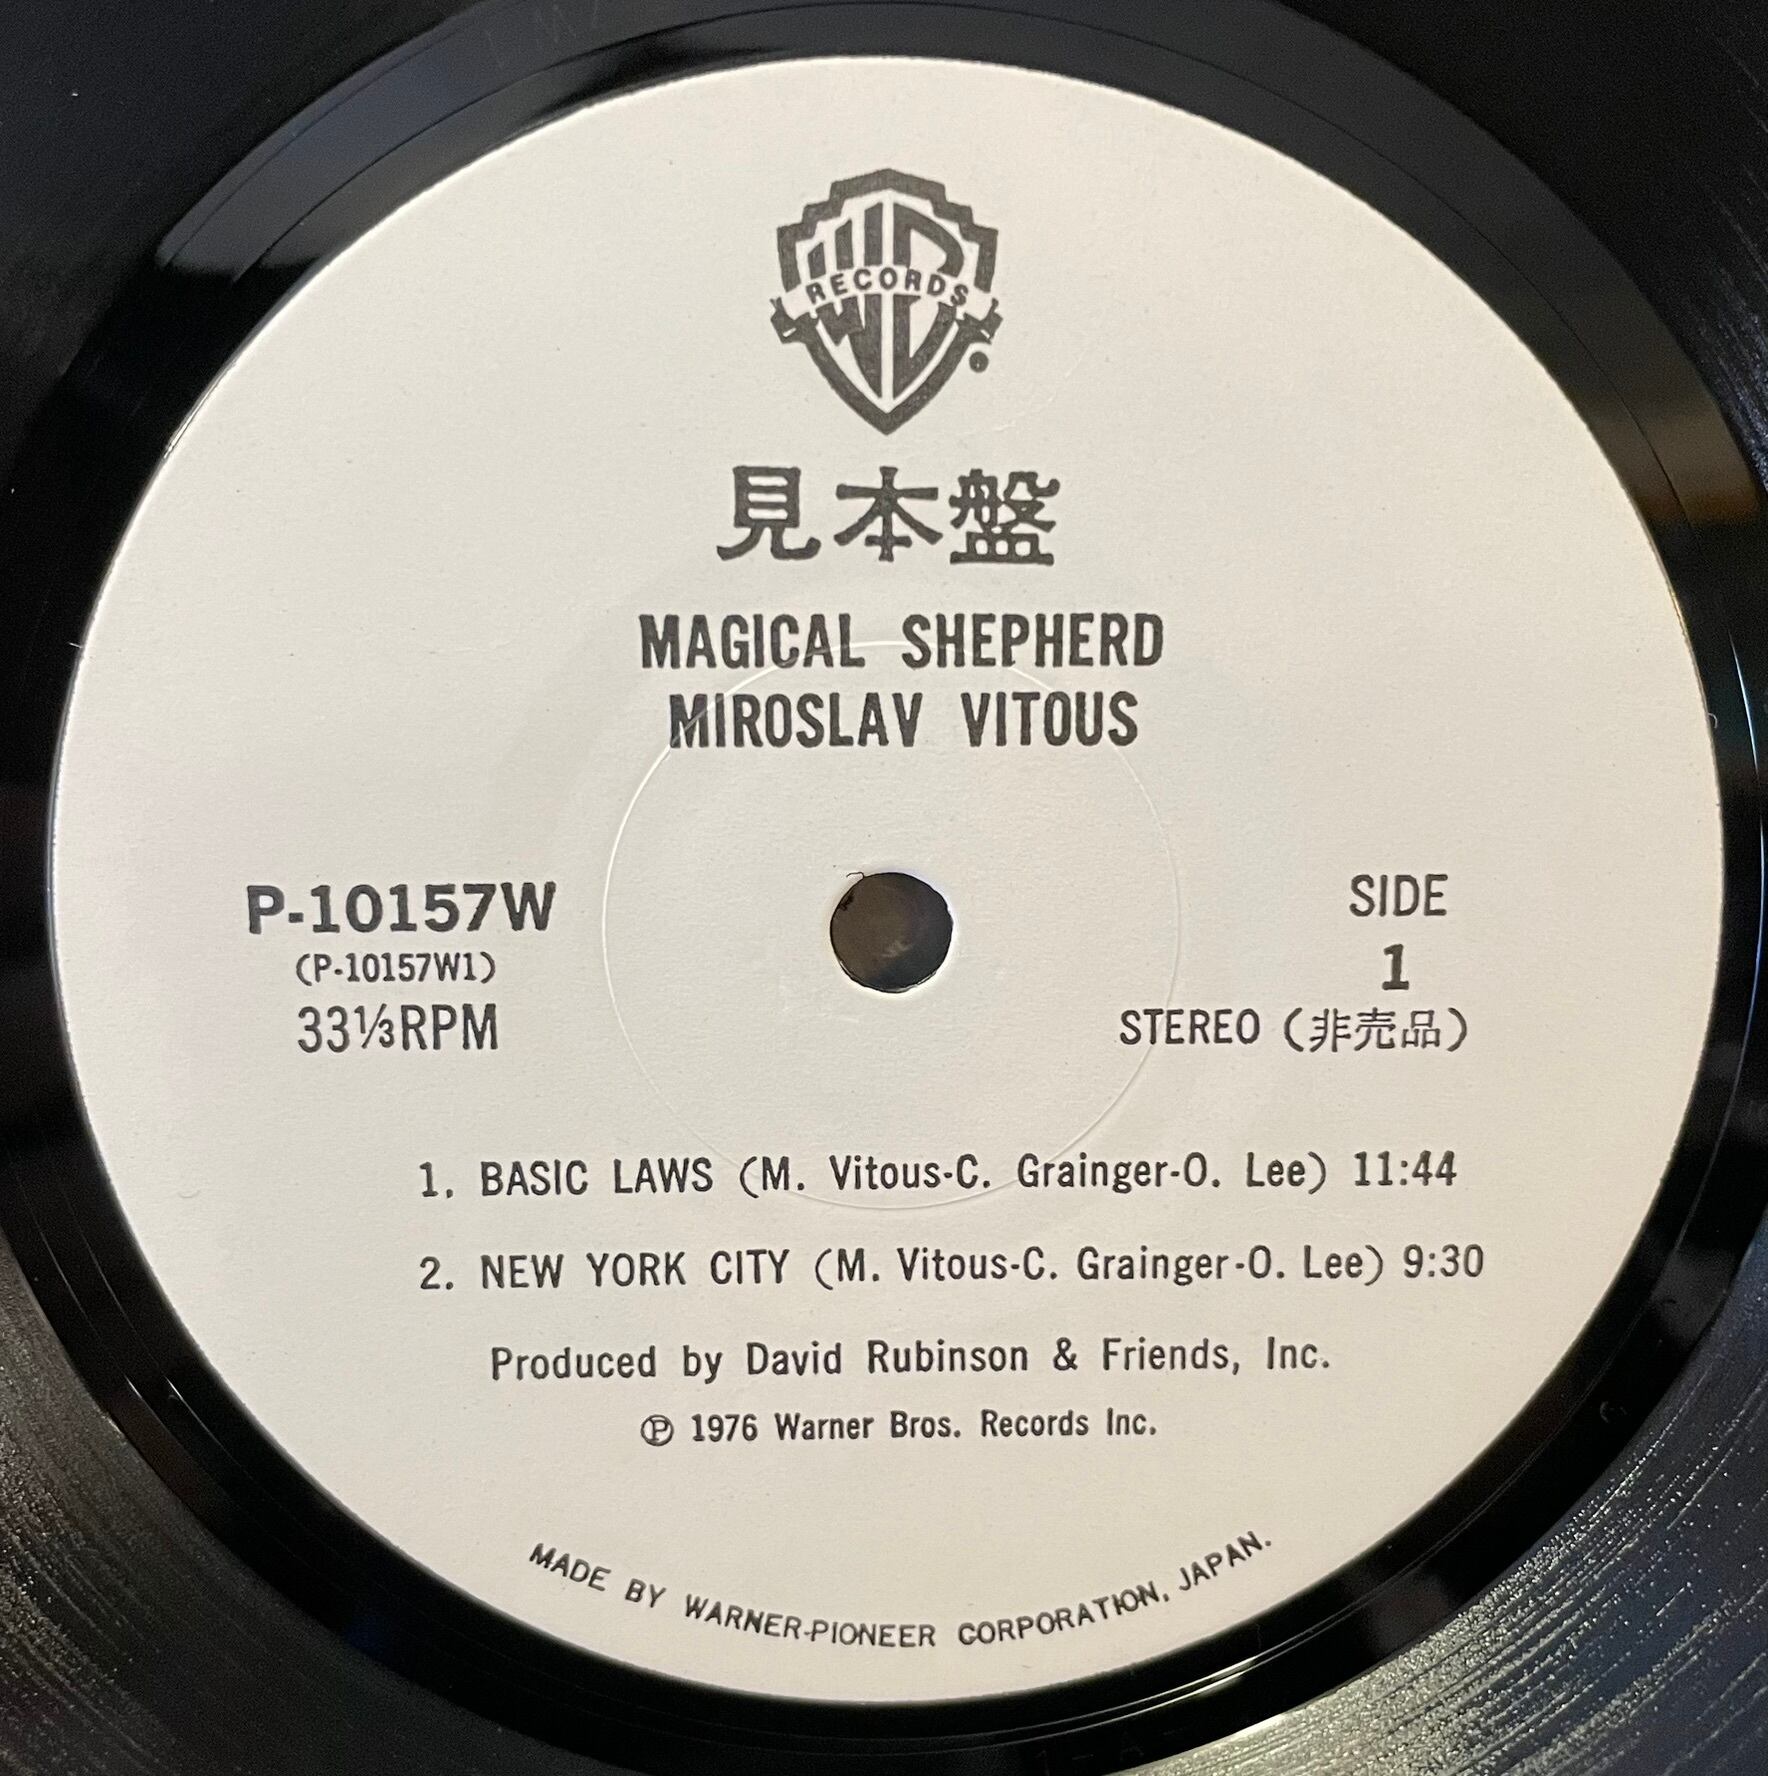 RECORDS
見本盤
MAGICAL SHEPHERD
MIROSLAV VITOUS
P-10157W
(P-10157W1)
33⅓RPM
SIDE
1
STEREO (非売品)
1. BASIC LAWS (M. Vitous-C. Grainger-O. Lee) 11:44
2. NEW YORK CITY (M. Vitous-C. Grainger-O. Lee) 9:30
Produced by David Rubinson & Friends, Inc.
℗ 1976 Warner Bros. Records Inc.
MADE BY WARNER-PIONEER CORPORATION, JAPAN.